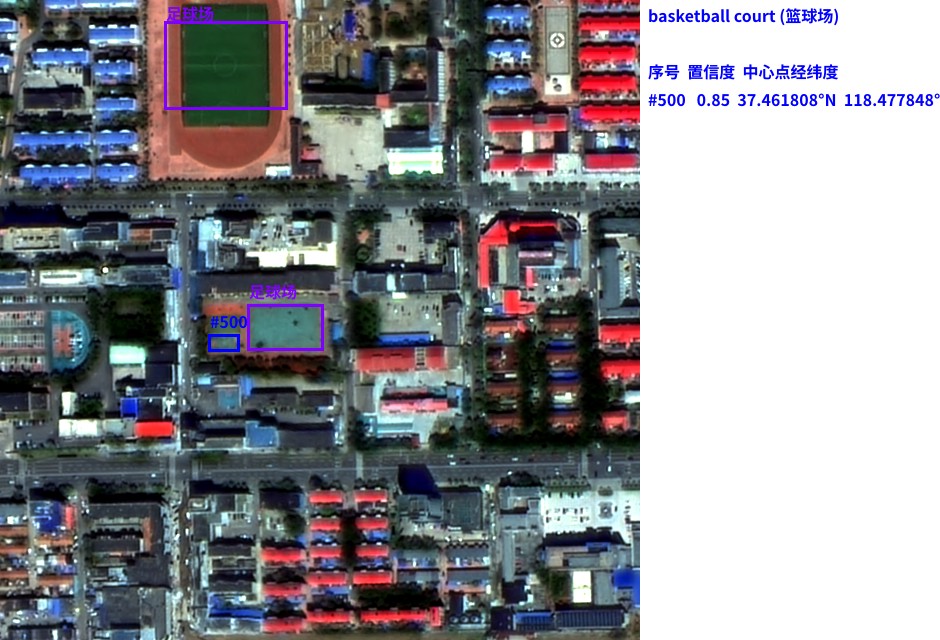 足球场
足球场
#500
basketball court (篮球场)
序号 置信度 中心点经纬度
#500 0.85 37.461808°N 118.477848°